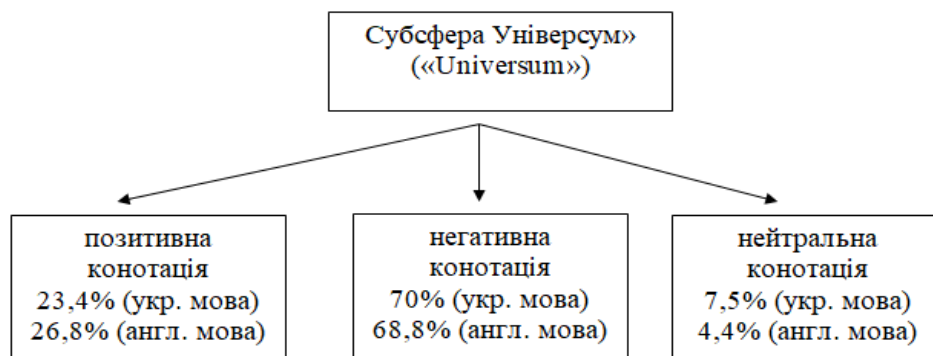 Субсфера Універсум»
(«Universum»)
позитивна
конотація
23,4% (укр. мова)
26,8% (англ. мова)
негативна
конотація
70% (укр. мова)
68,8% (англ. мова)
нейтральна
конотація
7,5% (укр. мова)
4,4% (англ. мова)